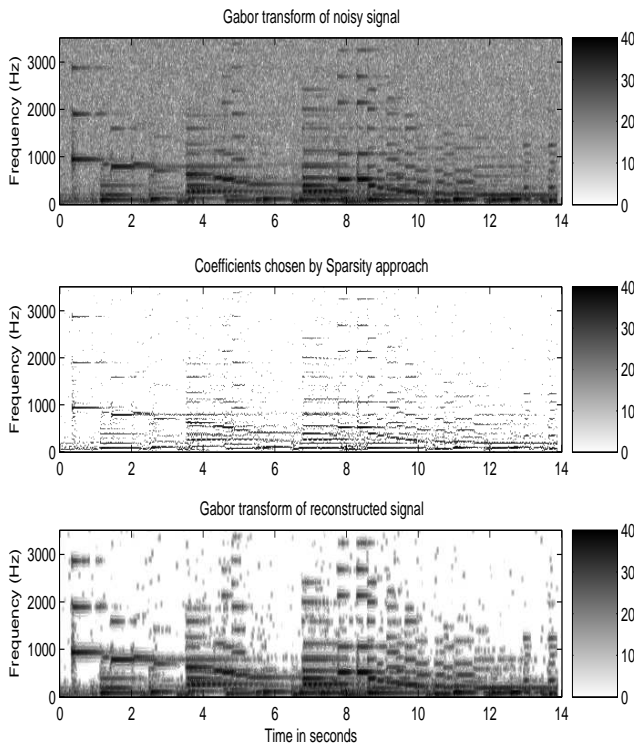 Gabor transform of noisy signal
Frequency (Hz)
3000
2000
1000
0
0 2 4 6 8 10 12 14
40
30
20
10
0
Coefficients chosen by Sparsity approach
Frequency (Hz)
3000
2000
1000
0
0 2 4 6 8 10 12 14
40
30
20
10
0
Gabor transform of reconstructed signal
Frequency (Hz)
3000
2000
1000
0
0 2 4 6 8 10 12 14
Time in seconds
40
30
20
10
0